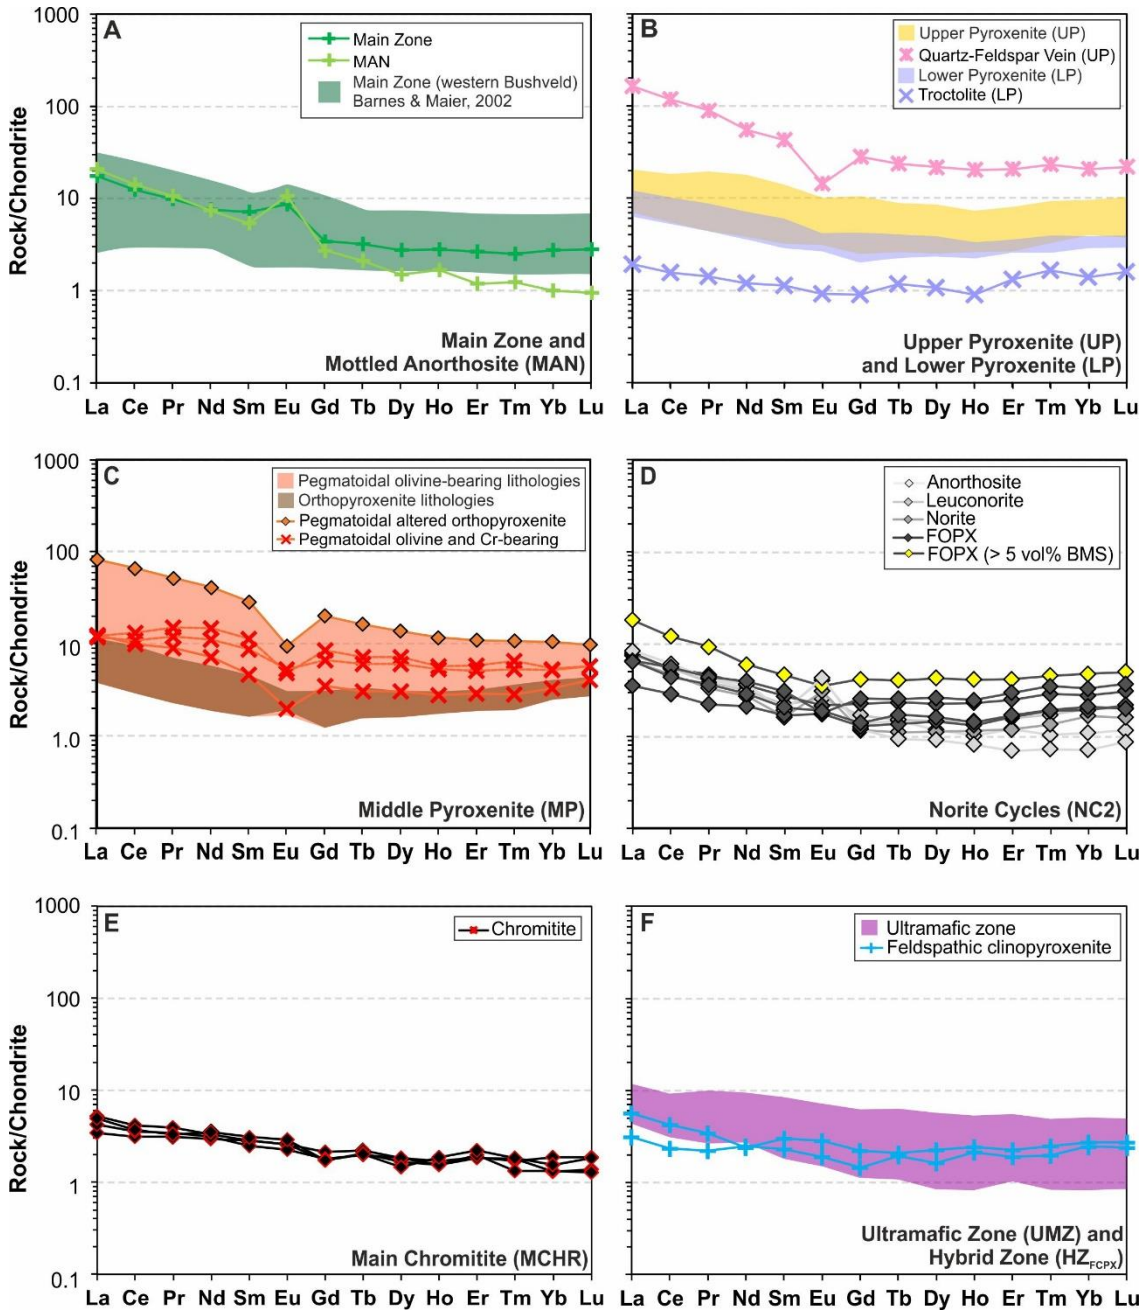 A
Main Zone
MAN
Main Zone (western Bushveld)
Barnes & Maier, 2002
1000
100
10
1
0.1
Rock/Chondrite
Main Zone and
Mottled Anorthosite (MAN)
La Ce Pr Nd Sm Eu Gd Tb Dy Ho Er Tm Yb Lu
B
Upper Pyroxenite (UP)
Quartz-Feldspar Vein (UP)
Lower Pyroxenite (LP)
Troctolite (LP)
Upper Pyroxenite (UP)
and Lower Pyroxenite (LP)
La Ce Pr Nd Sm Eu Gd Tb Dy Ho Er Tm Yb Lu
C
Pegmatoidal olivine-bearing lithologies
Orthopyroxenite lithologies
Pegmatoidal altered orthopyroxenite
Pegmatoidal olivine and Cr-bearing
1000
100
10
1.0
0.1
Rock/Chondrite
Middle Pyroxenite (MP)
La Ce Pr Nd Sm Eu Gd Tb Dy Ho Er Tm Yb Lu
D
Anorthosite
Leuconorite
Norite
FOPX
FOPX (> 5 vol% BMS)
Norite Cycles (NC2)
La Ce Pr Nd Sm Eu Gd Tb Dy Ho Er Tm Yb Lu
E
Chromitite
1000
100
10
1
0.1
Rock/Chondrite
Main Chromitite (MCHR)
La Ce Pr Nd Sm Eu Gd Tb Dy Ho Er Tm Yb Lu
F
Ultramafic zone
Feldspathic clinopyroxenite
Ultramafic Zone (UMZ) and
Hybrid Zone (HZFCPX)
La Ce Pr Nd Sm Eu Gd Tb Dy Ho Er Tm Yb Lu